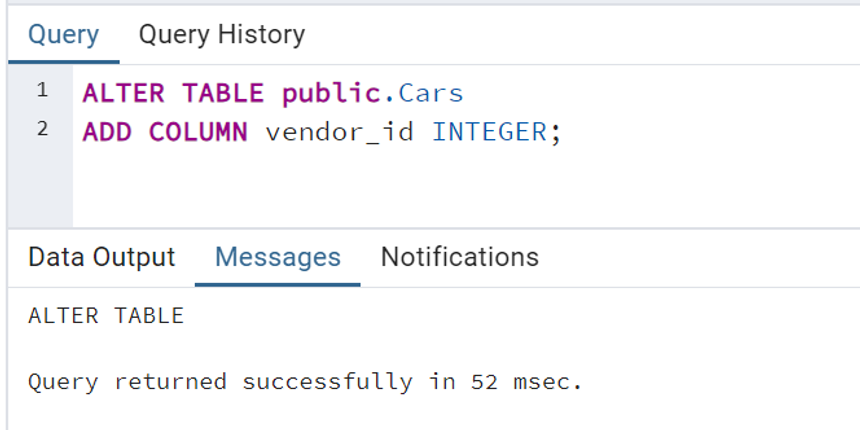 Query Query History
1 ALTER TABLE public.Cars
2 ADD COLUMN vendor_id INTEGER;
Data Output Messages Notifications
ALTER TABLE
Query returned successfully in 52 msec.